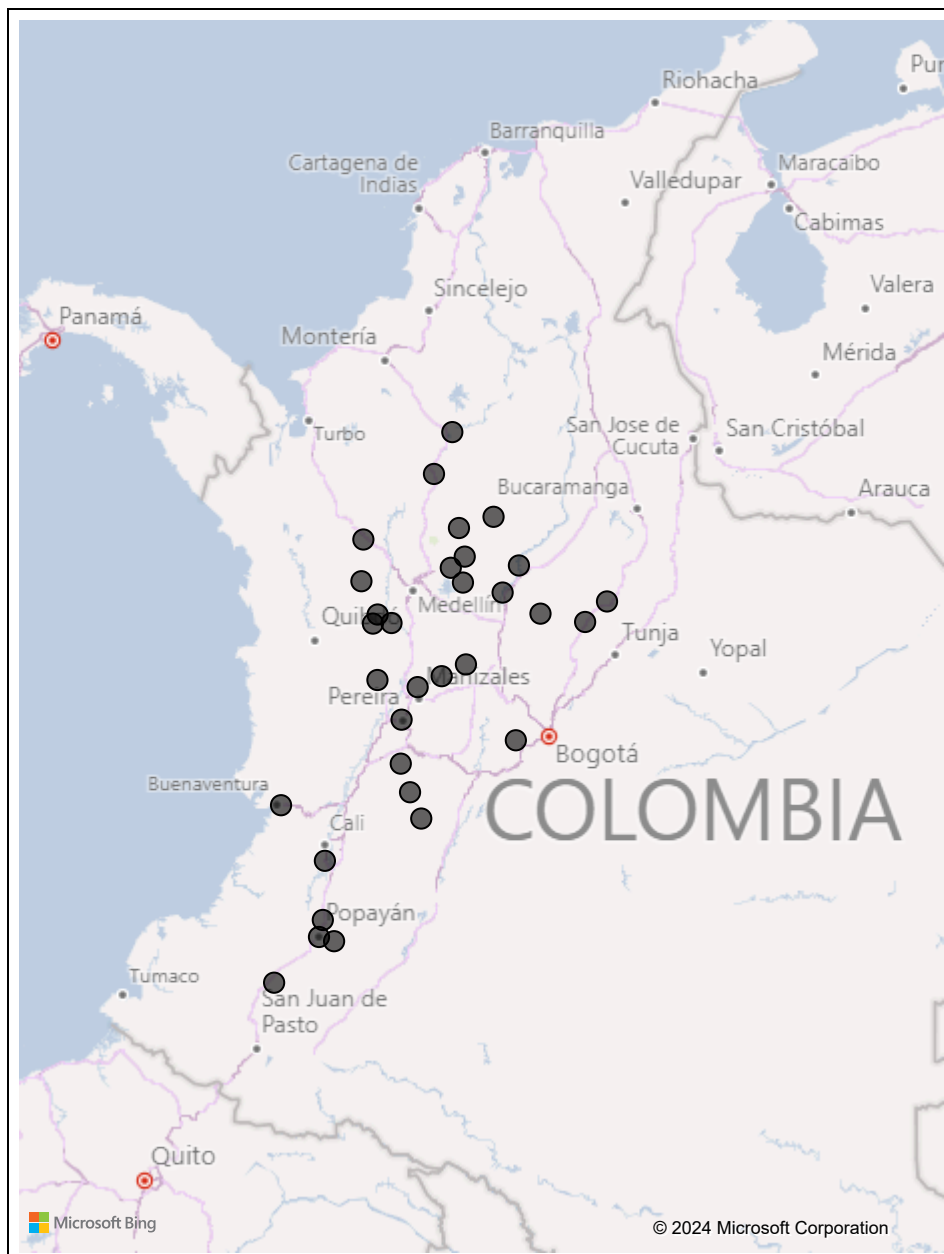 Riohacha
Pur
Barranquilla
Cartagena de
Indias
Maracaibo
Valledupar
Cabimas
Sincelejo
Valera
Panamá
Montería
Mérida
San Jose de
Cucuta
San Cristóbal
Turbo
Bucaramanga
Arauca
Medellín
Quibdó
Tunja
Yopal
Manizales
Pereira
Bogotá
Buenaventura
COLOMBIA
Cali
Popayán
Tumaco
San Juan de
Pasto
Quito
Microsoft Bing
© 2024 Microsoft Corporation